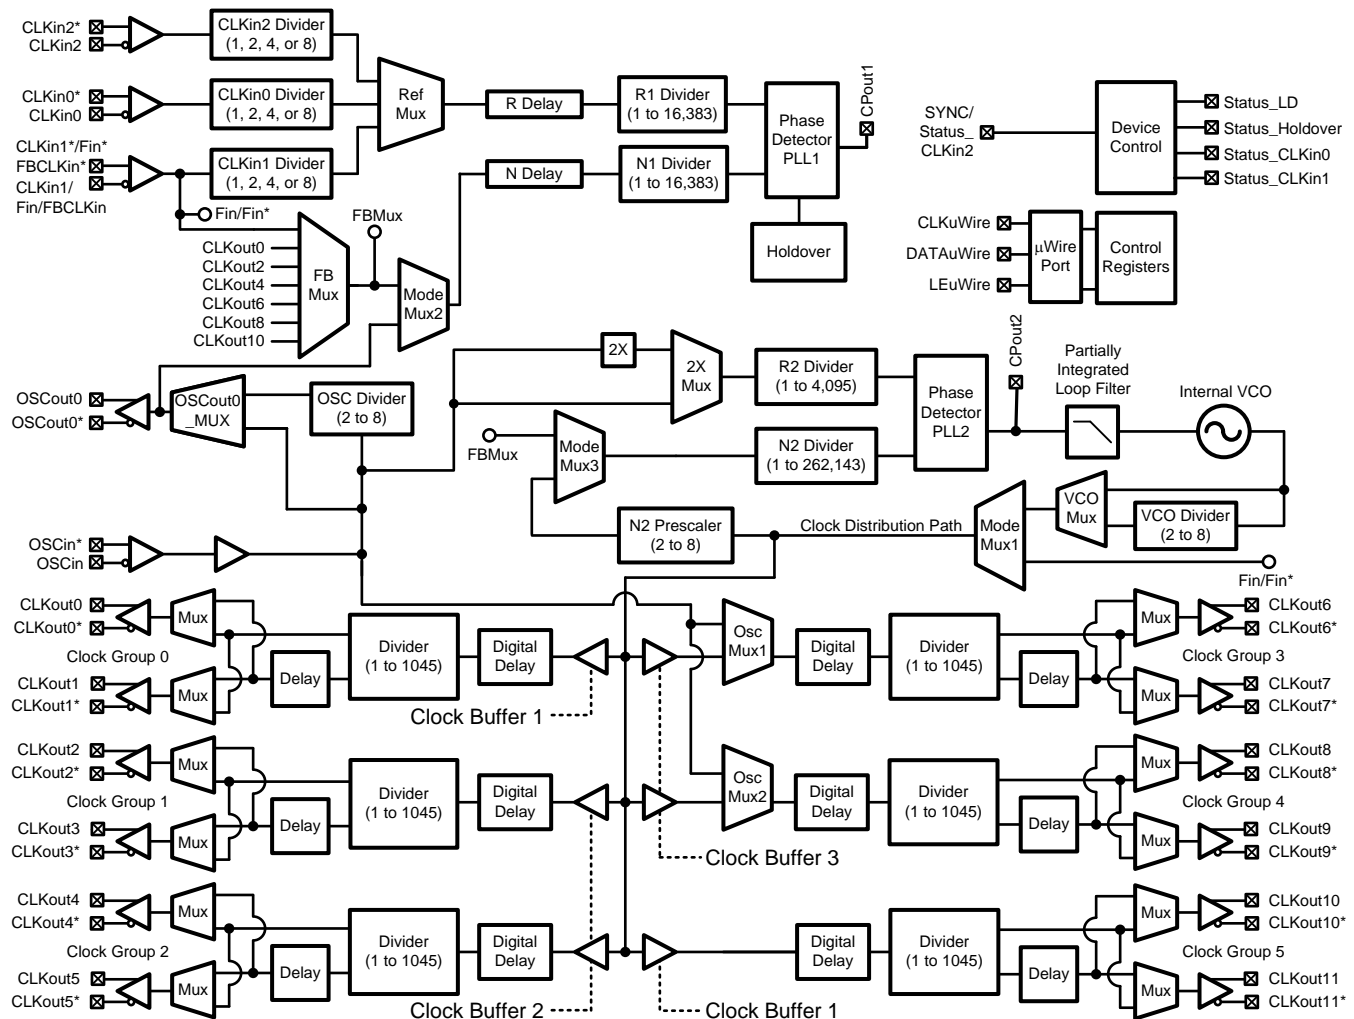 CLKin2*
CLKin2
CLKin2 Divider
(1, 2, 4, or 8)
CLKin0*
CLKin0
CLKin0 Divider
(1, 2, 4, or 8)
CLKin1*/Fin*
FBCLKin*
CLKin1/
Fin/FBCLKin
CLKin1 Divider
(1, 2, 4, or 8)
Ref
Mux
R Delay
R1 Divider
(1 to 16,383)
N Delay
N1 Divider
(1 to 16,383)
Phase
Detector
PLL1
CPout1
Holdover
SYNC/
Status_
CLKin2
Device
Control
Status_LD
Status_Holdover
Status_CLKin0
Status_CLKin1
CLKuWire
DATAuWire
LEuWire
µWire
Port
Control
Registers
Fin/Fin*
FBMux
CLKout0
CLKout2
CLKout4
CLKout6
CLKout8
CLKout10
FB
Mux
Mode
Mux2
2X
2X
Mux
R2 Divider
(1 to 4,095)
Phase
Detector
PLL2
CPout2
Partially
Integrated
Loop Filter
Internal VCO
OSCout0
OSCout0*
OSCout0
_MUX
OSC Divider
(2 to 8)
FBMux
Mode
Mux3
N2 Divider
(1 to 262,143)
N2 Prescaler
(2 to 8)
Clock Distribution Path
Mode
Mux1
VCO
Mux
VCO Divider
(2 to 8)
Fin/Fin*
OSCin*
OSCin
CLKout0
CLKout0*
Clock Group 0
CLKout1
CLKout1*
Mux
Mux
Delay
Divider
(1 to 1045)
Digital
Delay
Clock Buffer 1
Osc
Mux1
Digital
Delay
Divider
(1 to 1045)
Delay
Mux
Mux
CLKout6
CLKout6*
Clock Group 3
CLKout7
CLKout7*
CLKout2
CLKout2*
Clock Group 1
CLKout3
CLKout3*
Mux
Mux
Delay
Divider
(1 to 1045)
Digital
Delay
Clock Buffer 3
Osc
Mux2
Digital
Delay
Divider
(1 to 1045)
Delay
Mux
Mux
CLKout8
CLKout8*
Clock Group 4
CLKout9
CLKout9*
CLKout4
CLKout4*
Clock Group 2
CLKout5
CLKout5*
Mux
Mux
Delay
Divider
(1 to 1045)
Digital
Delay
Clock Buffer 2
Clock Buffer 1
Digital
Delay
Divider
(1 to 1045)
Delay
Mux
Mux
CLKout10
CLKout10*
Clock Group 5
CLKout11
CLKout11*